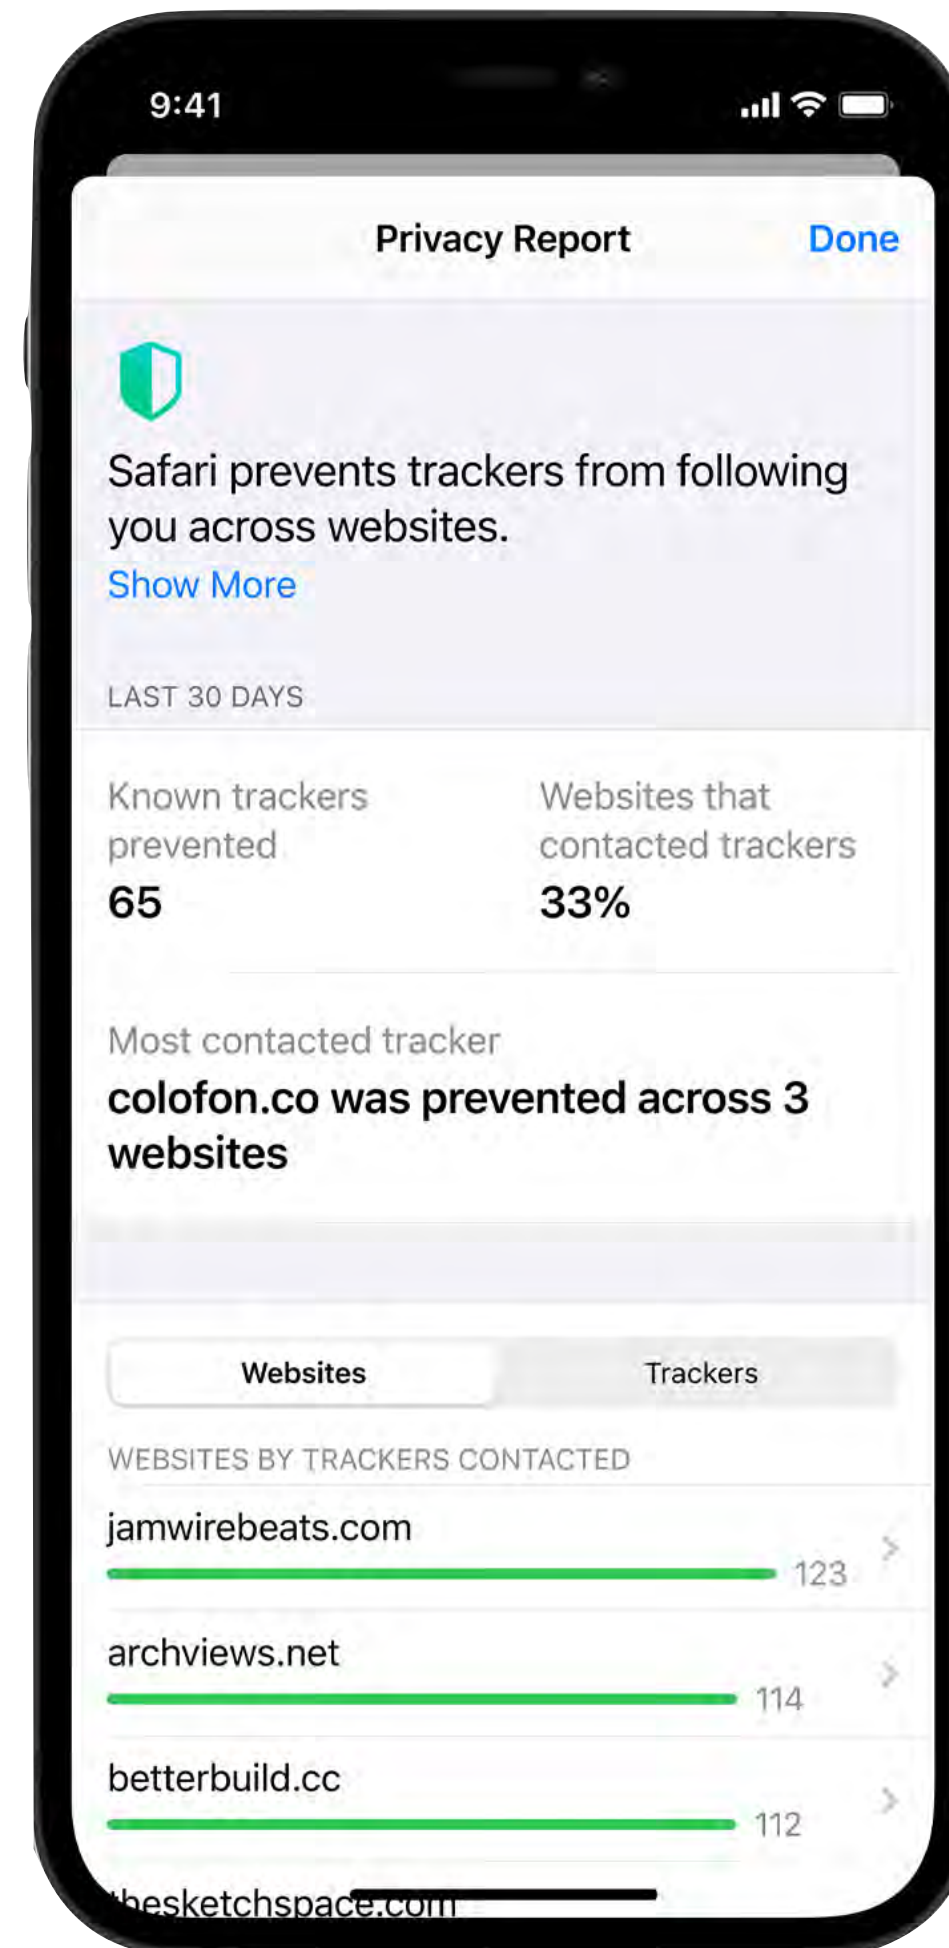 9:41
Privacy Report
Done
Safari prevents trackers from following
you across websites.
Show More
LAST 30 DAYS
Known trackers
prevented
65
Websites that
contacted trackers
33%
Most contacted tracker
colofon.co was prevented across 3
websites
Websites
Trackers
WEBSITES BY TRACKERS CONTACTED
jamwirebeats.com
123
archviews.net
114
betterbuild.cc
112
thesketchspace.com